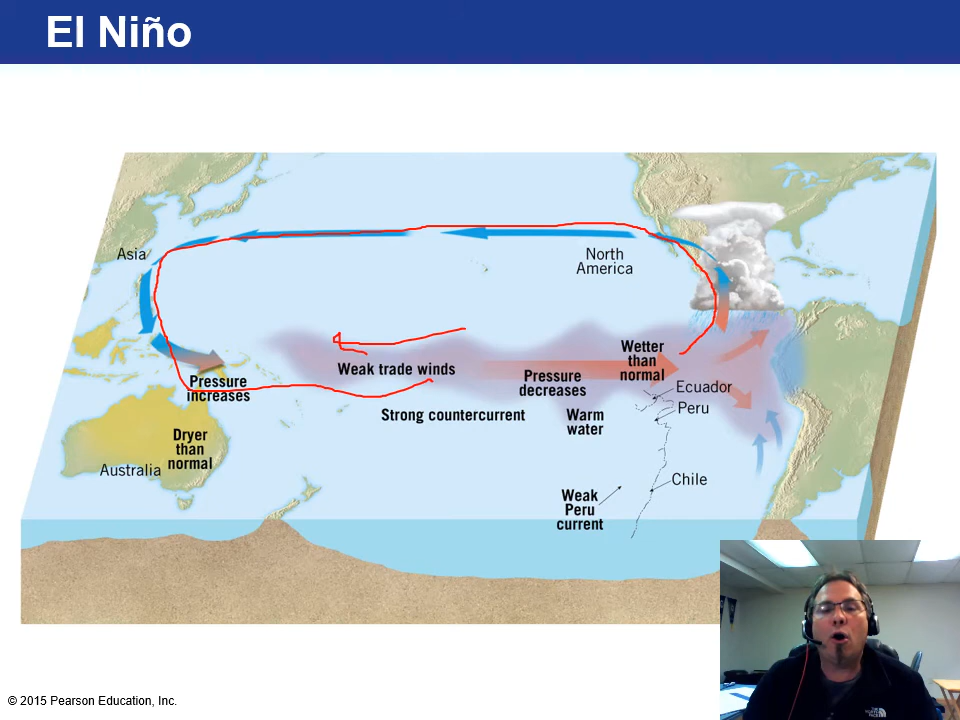 El Niño
Asia
North
America
Wetter
than
normal
Weak trade winds
Pressure
decreases
Pressure
increases
Ecuador
Peru
Strong countercurrent
Warm
water
Dryer
than
normal
Australia
Chile
Weak
Peru
current
© 2015 Pearson Education, Inc.